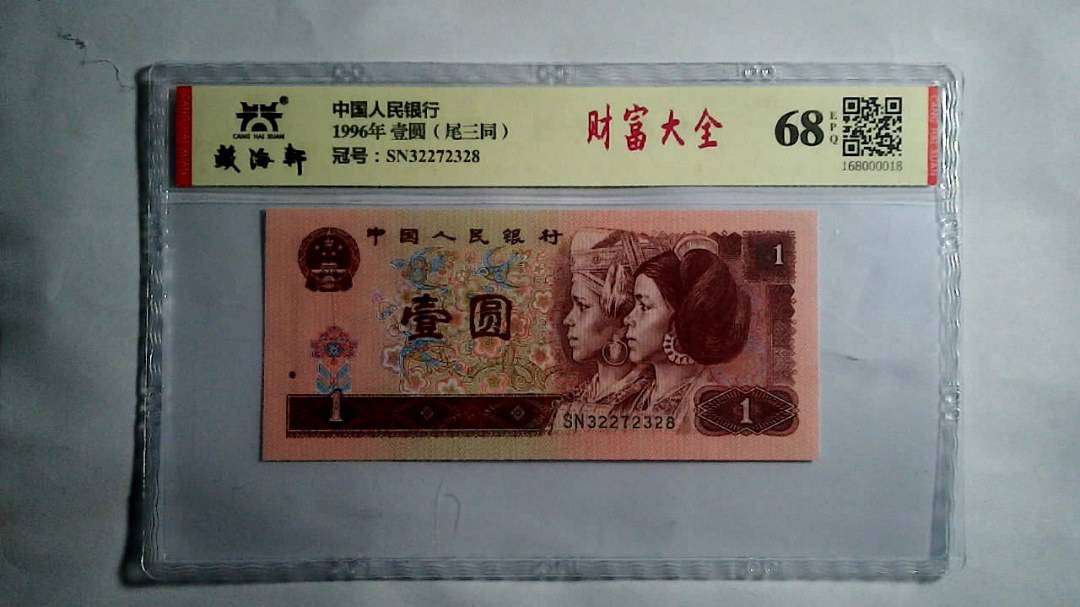 CANG HAI XUAN
藏海轩
中国人民银行
1996年 壹圆（尾三同）
冠号：SN32272328
财富大全
68 EPQ
168000018
中国人民银行
1
壹圆
1
SN32272328
1